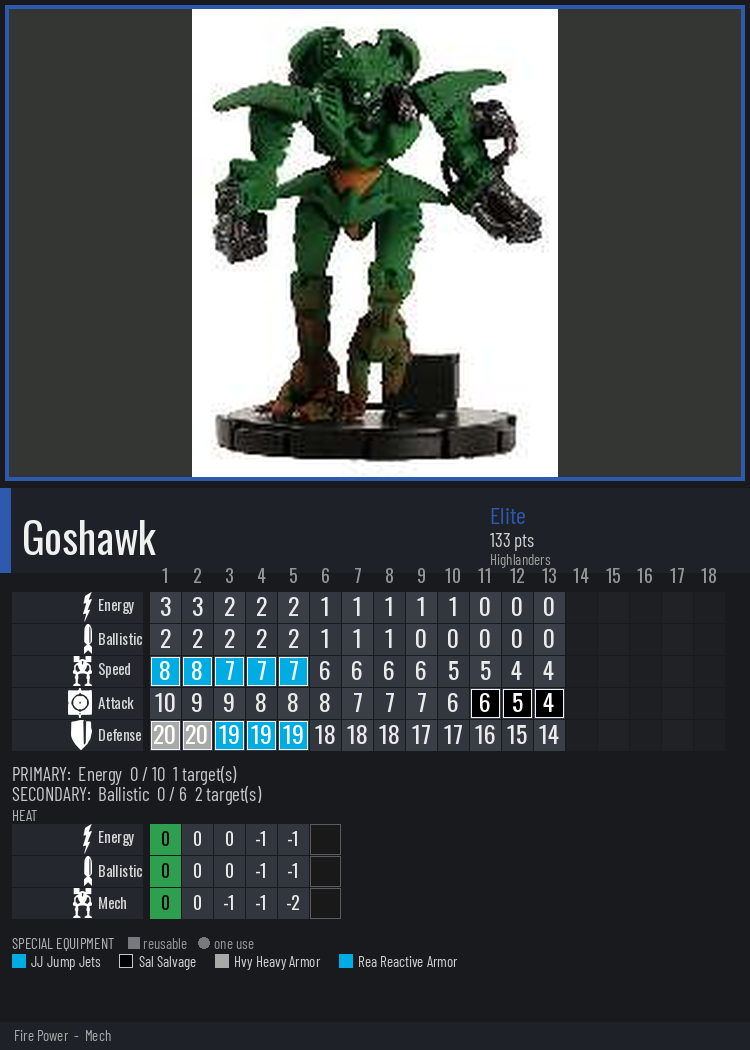 Goshawk
Elite
133 pts
Highlanders
1 2 3 4 5 6 7 8 9 10 11 12 13 14 15 16 17 18
Energy 3 3 2 2 2 1 1 1 1 1 0 0 0
Ballistic 2 2 2 2 2 1 1 1 0 0 0 0 0
Speed 8 8 7 7 7 6 6 6 6 5 5 4 4
Attack 10 9 9 8 8 8 7 7 7 6 6 5 4
Defense 20 20 19 19 19 18 18 18 17 17 16 15 14
PRIMARY: Energy 0 / 10 1 target(s)
SECONDARY: Ballistic 0 / 6 2 target(s)
HEAT
Energy 0 0 0 -1 -1
Ballistic 0 0 0 -1 -1
Mech 0 0 -1 -1 -2
SPECIAL EQUIPMENT reusable one use
JJ Jump Jets Sal Salvage Hvy Heavy Armor Rea Reactive Armor
Fire Power - Mech